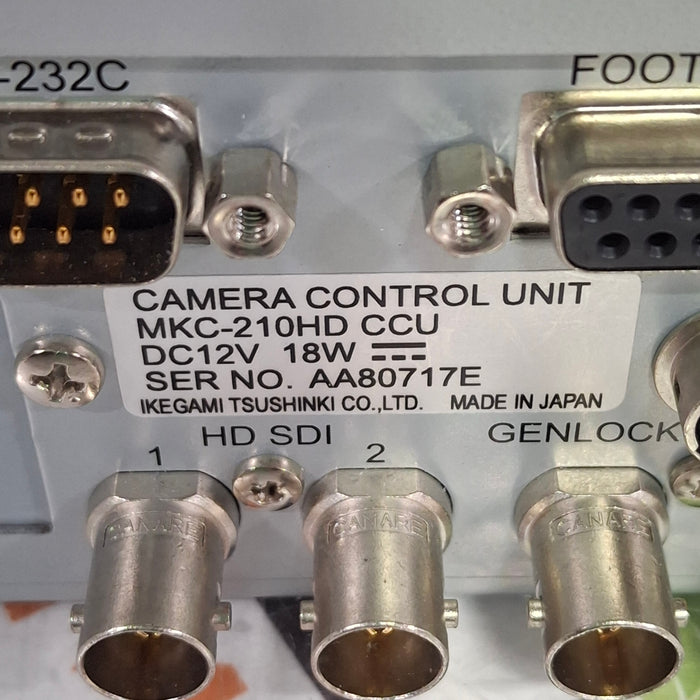 -232C
FOOT
CAMERA CONTROL UNIT
MKC-210HD CCU
DC12V 18W
SER NO. AA80717E
IKEGAMI TSUSHINKI CO.,LTD. MADE IN JAPAN
HD SDI
GENLOCK
1
2
CANARE
CANARE
CANARE